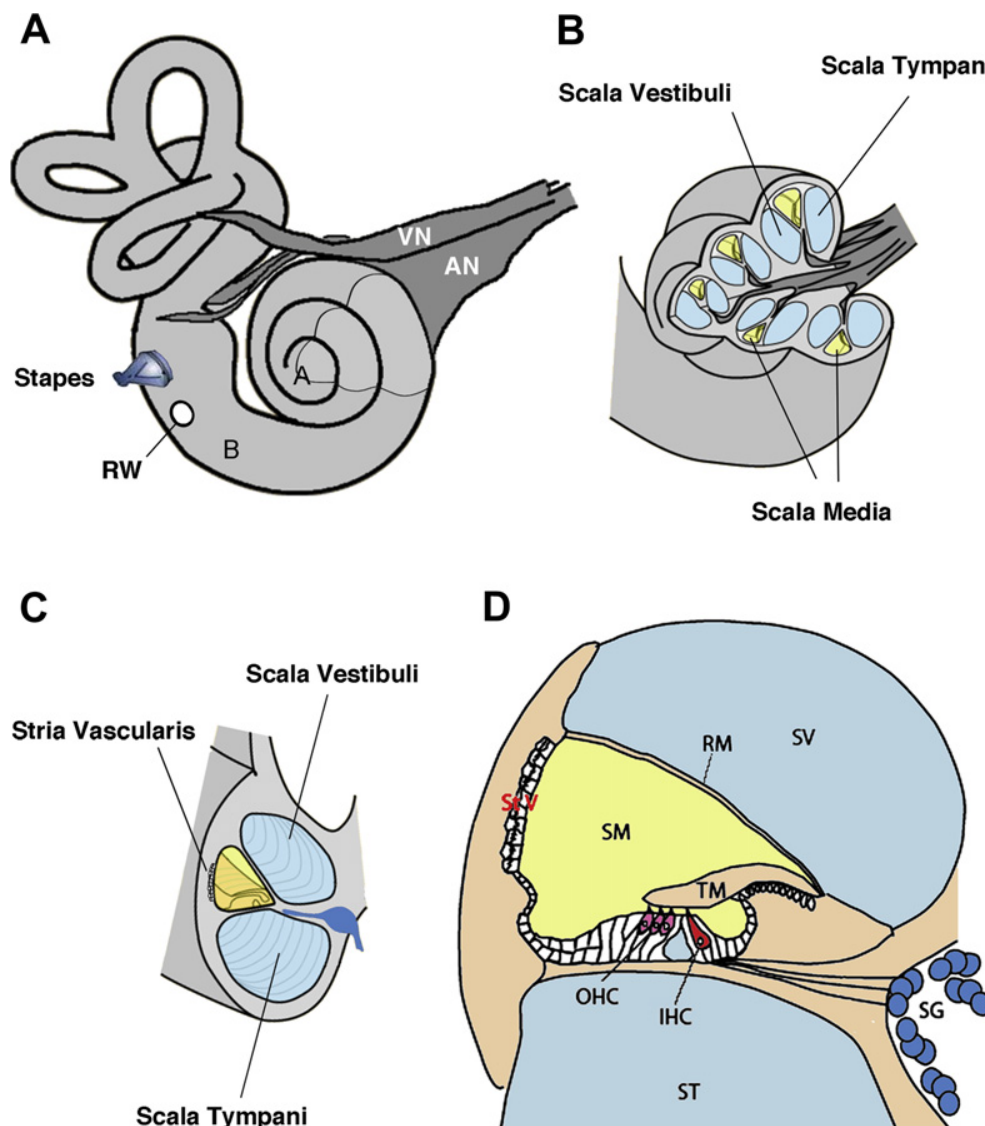 A
VN
AN
Stapes
RW
A
B
B
Scala Tympan
Scala Vestibuli
Scala Media
C
Scala Vestibuli
Stria Vascularis
Scala Tympani
D
SV
RM
StV
SM
TM
OHC
IHC
SG
ST